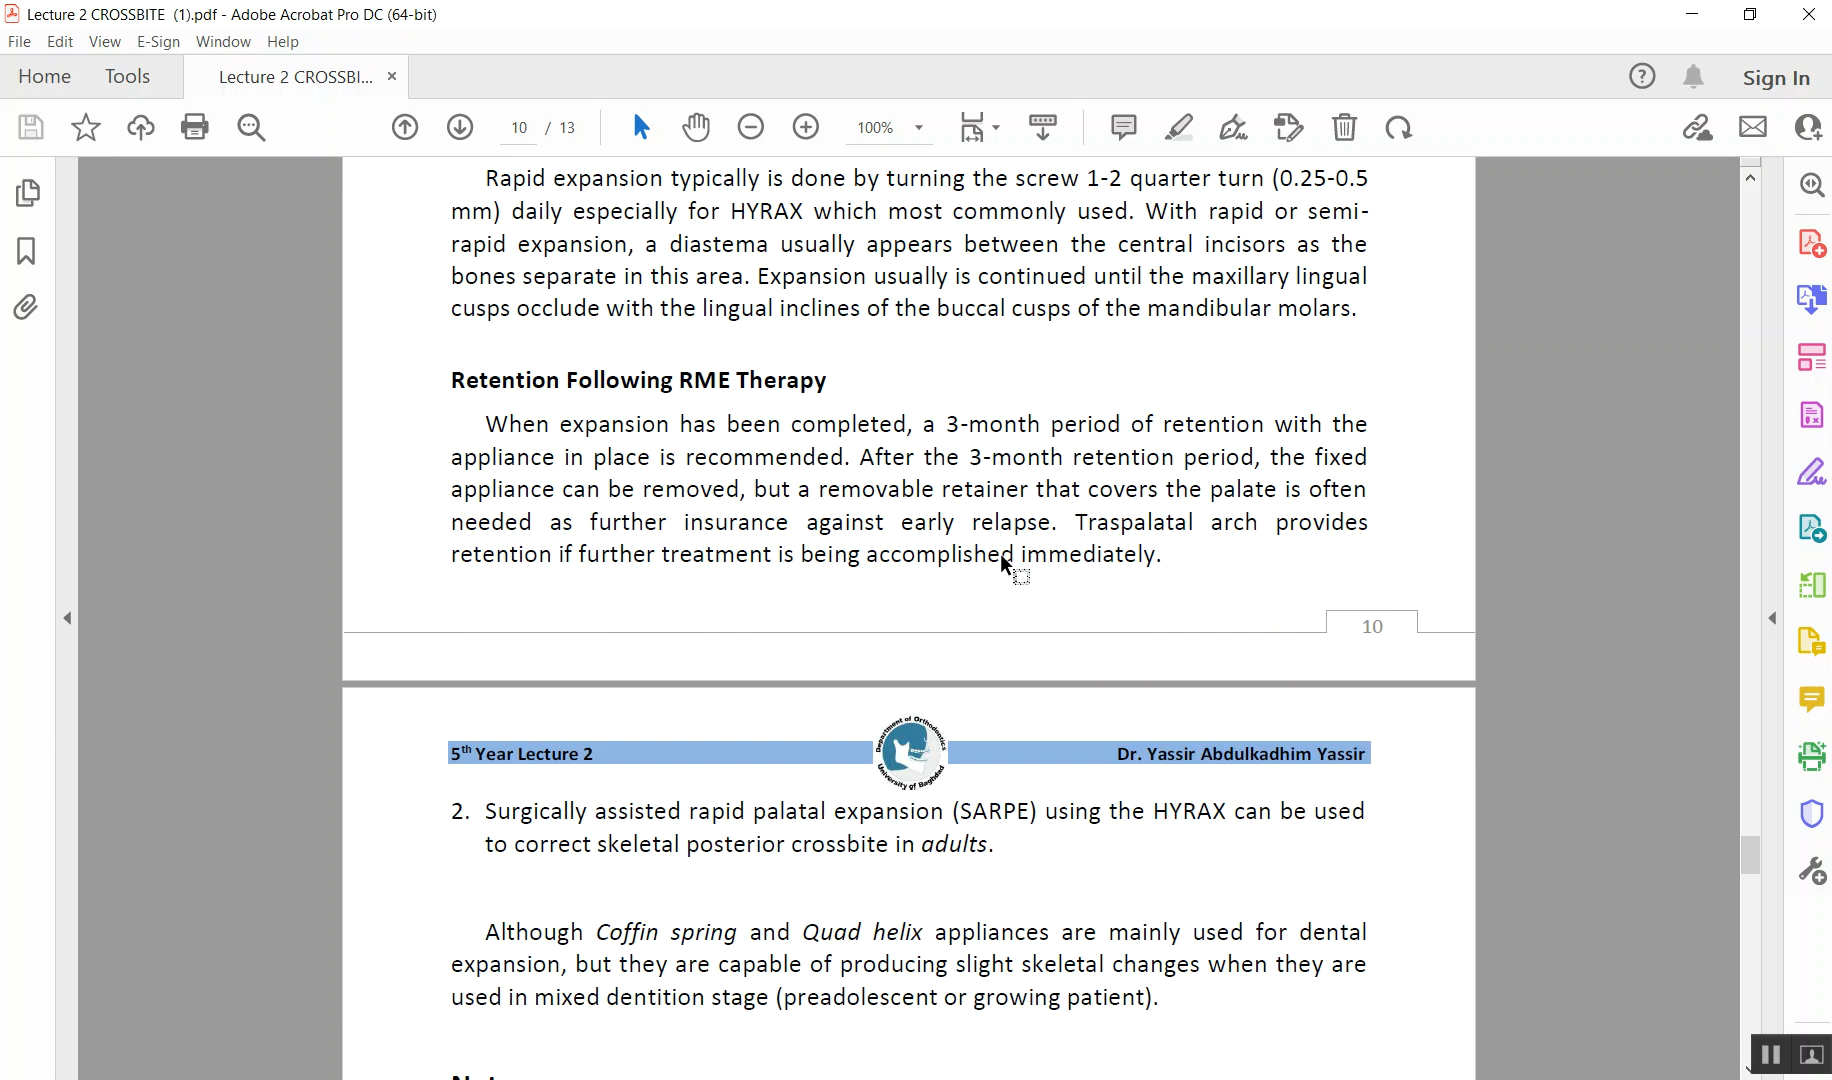 Lecture 2 CROSSBITE (1).pdf - Adobe Acrobat Pro DC (64-bit)
File Edit View E-Sign Window Help
Home Tools Lecture 2 CROSSBI... × Sign In
10 / 13 100%
Rapid expansion typically is done by turning the screw 1-2 quarter turn (0.25-0.5
mm) daily especially for HYRAX which most commonly used. With rapid or semi-
rapid expansion, a diastema usually appears between the central incisors as the
bones separate in this area. Expansion usually is continued until the maxillary lingual
cusps occlude with the lingual inclines of the buccal cusps of the mandibular molars.
Retention Following RME Therapy
When expansion has been completed, a 3-month period of retention with the
appliance in place is recommended. After the 3-month retention period, the fixed
appliance can be removed, but a removable retainer that covers the palate is often
needed as further insurance against early relapse. Traspalatal arch provides
retention if further treatment is being accomplished immediately.
10
5th Year Lecture 2 Department of Orthodontics University of Baghdad Dr. Yassir Abdulkadhim Yassir
2. Surgically assisted rapid palatal expansion (SARPE) using the HYRAX can be used
to correct skeletal posterior crossbite in adults.
Although Coffin spring and Quad helix appliances are mainly used for dental
expansion, but they are capable of producing slight skeletal changes when they are
used in mixed dentition stage (preadolescent or growing patient).